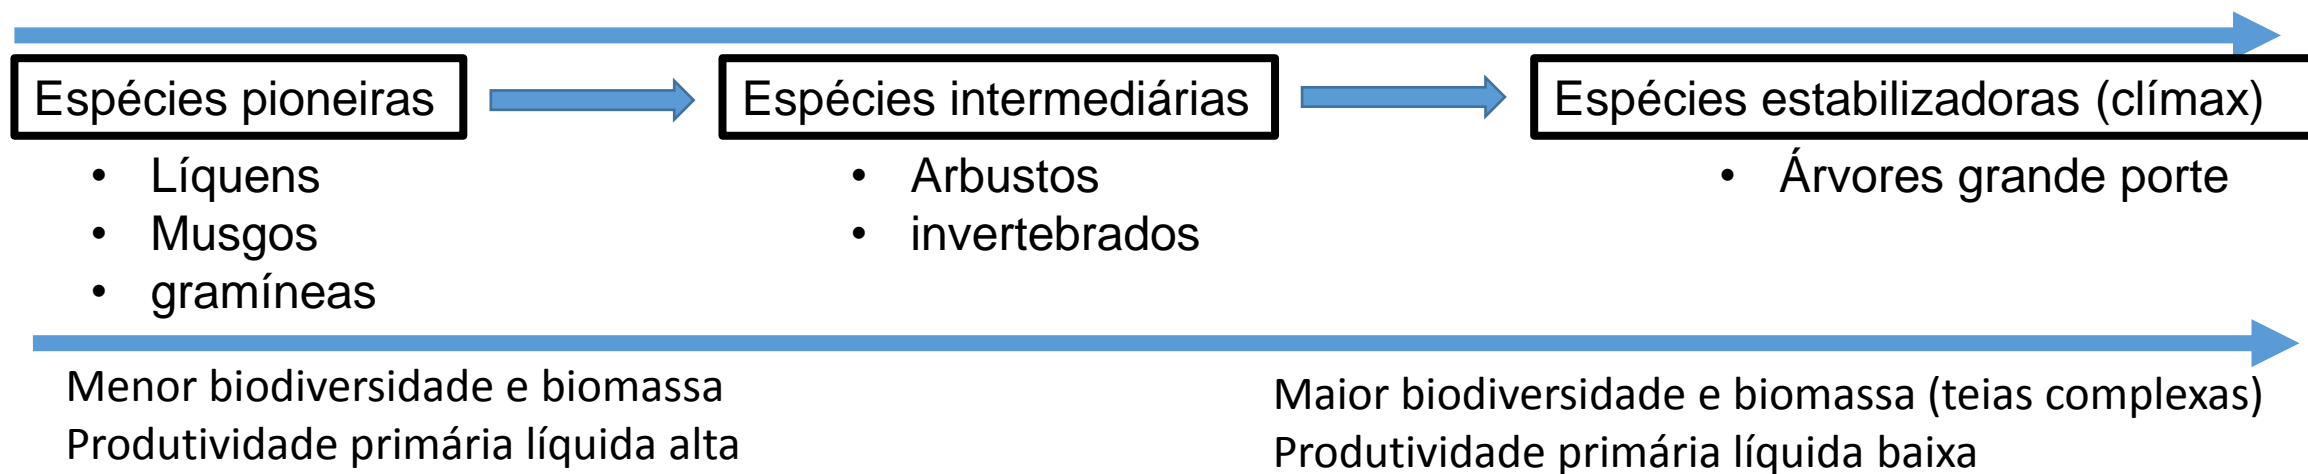 Espécies pioneiras
Espécies intermediárias
Espécies estabilizadoras (clímax)
• Líquens
• Musgos
• gramíneas
• Arbustos
• invertebrados
• Árvores grande porte
Menor biodiversidade e biomassa
Produtividade primária líquida alta
Maior biodiversidade e biomassa (teias complexas)
Produtividade primária líquida baixa